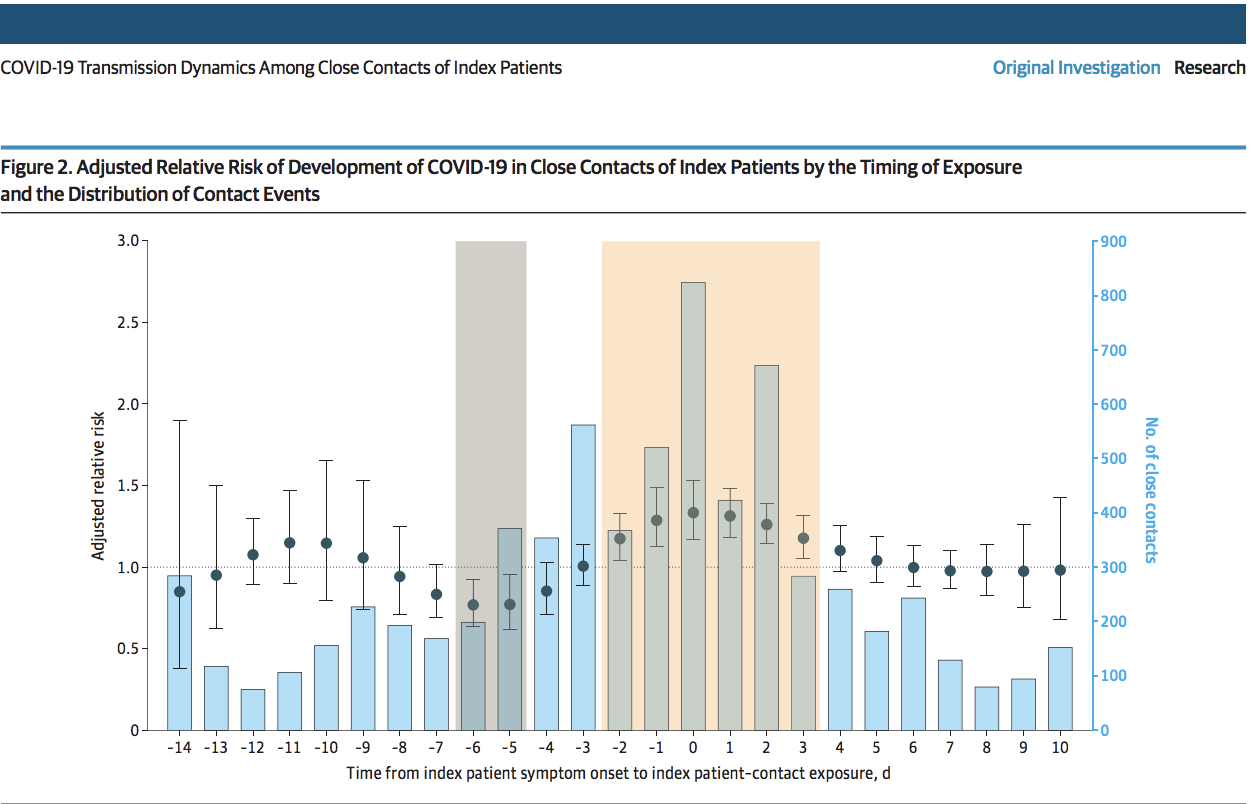 COVID-19 Transmission Dynamics Among Close Contacts of Index Patients
Original Investigation Research
Figure 2. Adjusted Relative Risk of Development of COVID-19 in Close Contacts of Index Patients by the Timing of Exposure
and the Distribution of Contact Events
3.0
2.5
2.0
1.5
1.0
0.5
0
Adjusted relative risk
900
800
700
600
500
400
300
200
100
0
No. of close contacts
-14 -13 -12 -11 -10 -9 -8 -7 -6 -5 -4 -3 -2 -1 0 1 2 3 4 5 6 7 8 9 10
Time from index patient symptom onset to index patient-contact exposure, d